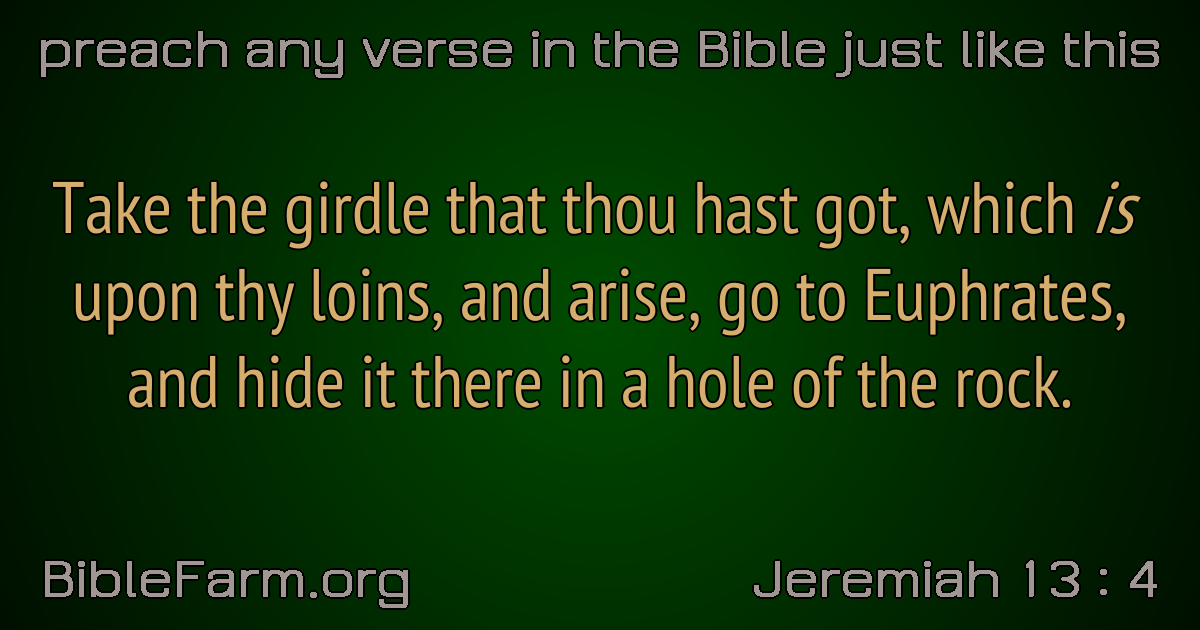 preach any verse in the Bible just like this
Take the girdle that thou hast got, which is
upon thy loins, and arise, go to Euphrates,
and hide it there in a hole of the rock.
BibleFarm.org
Jeremiah 13 : 4